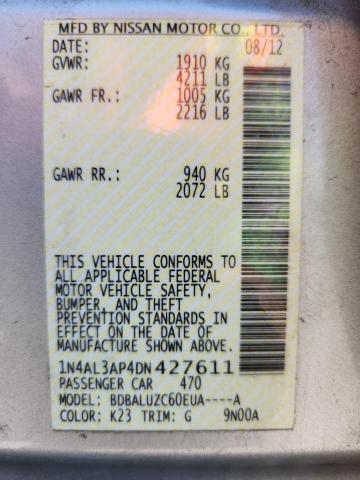 MFD BY NISSAN MOTOR CO., LTD.
DATE: 08/12
GVWR: 1910 KG
4211 LB
GAWR FR.: 1005 KG
2216 LB
GAWR RR.: 940 KG
2072 LB
THIS VEHICLE CONFORMS TO
ALL APPLICABLE FEDERAL
MOTOR VEHICLE SAFETY,
BUMPER, AND THEFT
PREVENTION STANDARDS IN
EFFECT ON THE DATE OF
MANUFACTURE SHOWN ABOVE.
1N4AL3AP4DN 427611
PASSENGER CAR 470
MODEL: BDBALUZC60EUA----A
COLOR: K23 TRIM: G 9N00A